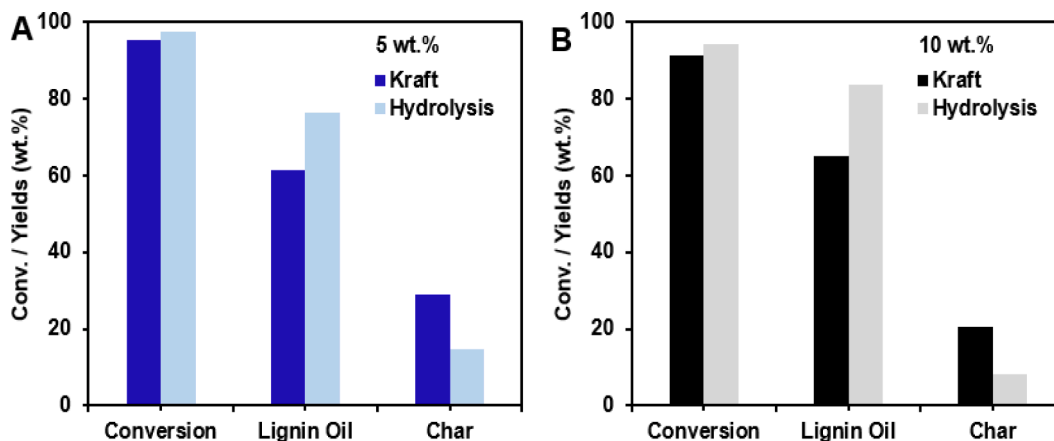 A
5 wt.%
Kraft
Hydrolysis
Conv. / Yields (wt.%)
100
80
60
40
20
0
Conversion
Lignin Oil
Char
B
10 wt.%
Kraft
Hydrolysis
Conv. / Yields (wt.%)
100
80
60
40
20
0
Conversion
Lignin Oil
Char